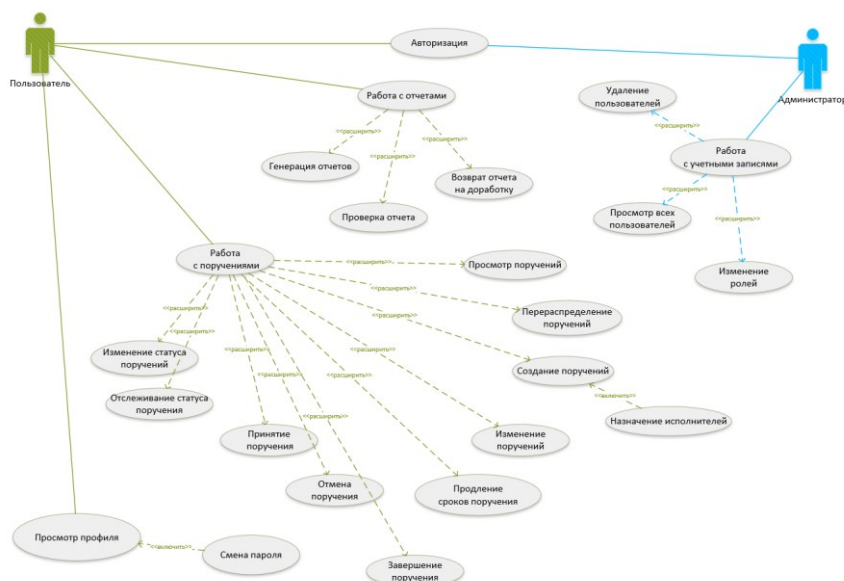 Авторизация
Пользователь
Администратор
Работа с отчетами
Удаление
пользователей
<<расширить>>
<<расширить>>
<<расширить>>
<<расширить>>
Работа
с учетными записями
Генерация отчетов
Возврат отчета
на доработку
<<расширить>>
Проверка отчета
Просмотр всех
пользователей
<<расширить>>
Работа
с поручениями
<<расширить>>
Просмотр поручений
Изменение
ролей
<<расширить>>
<<расширить>>
Перераспределение
поручений
<<расширить>>
<<расширить>>
Изменение статуса
поручений
<<расширить>>
<<расширить>>
<<расширить>>
Создание поручений
<<расширить>>
<<расширить>>
Отслеживание статуса
поручения
<<включить>>
<<расширить>>
Назначение исполнителей
Принятие
поручения
Изменение
поручений
Отмена
поручения
Продление
сроков поручения
Просмотр профиля
<<включить>>
Смена пароля
Завершение
поручения